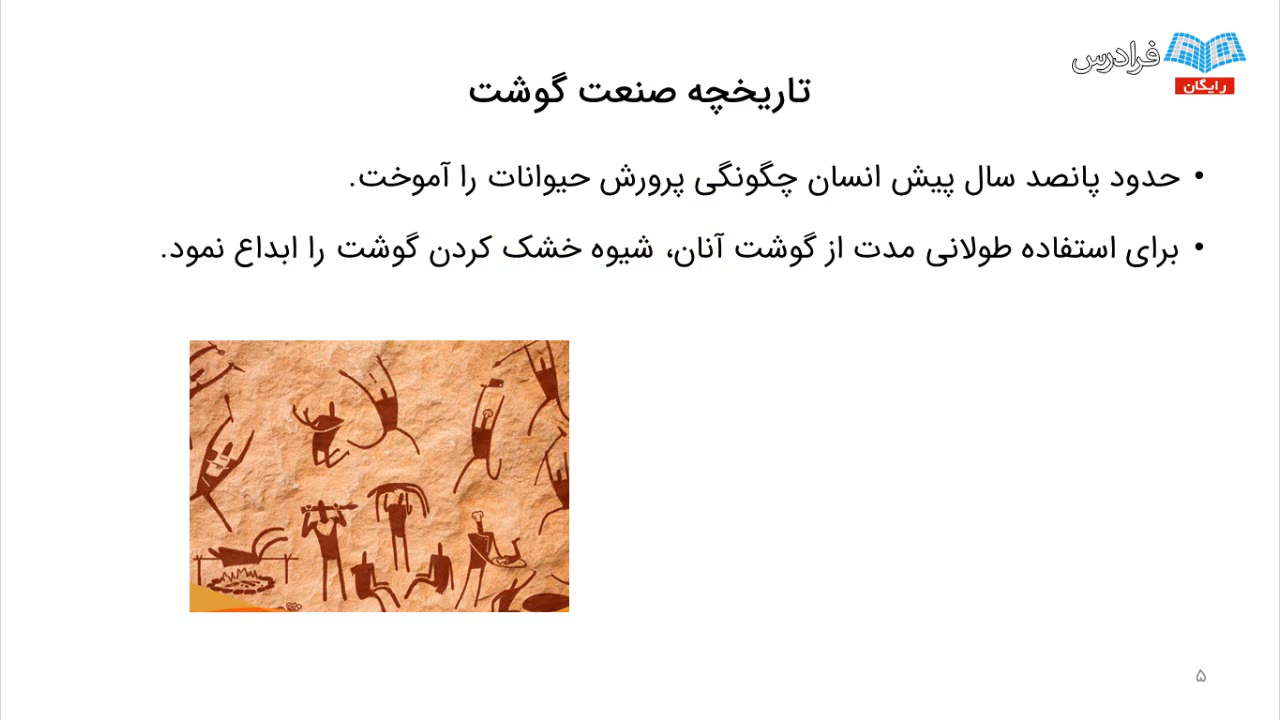 فرادرس
رایگان
تاریخچه صنعت گوشت
• حدود پانصد سال پیش انسان چگونگی پرورش حیوانات را آموخت.
• برای استفاده طولانی مدت از گوشت آنان، شیوه خشک کردن گوشت را ابداع نمود.
۵